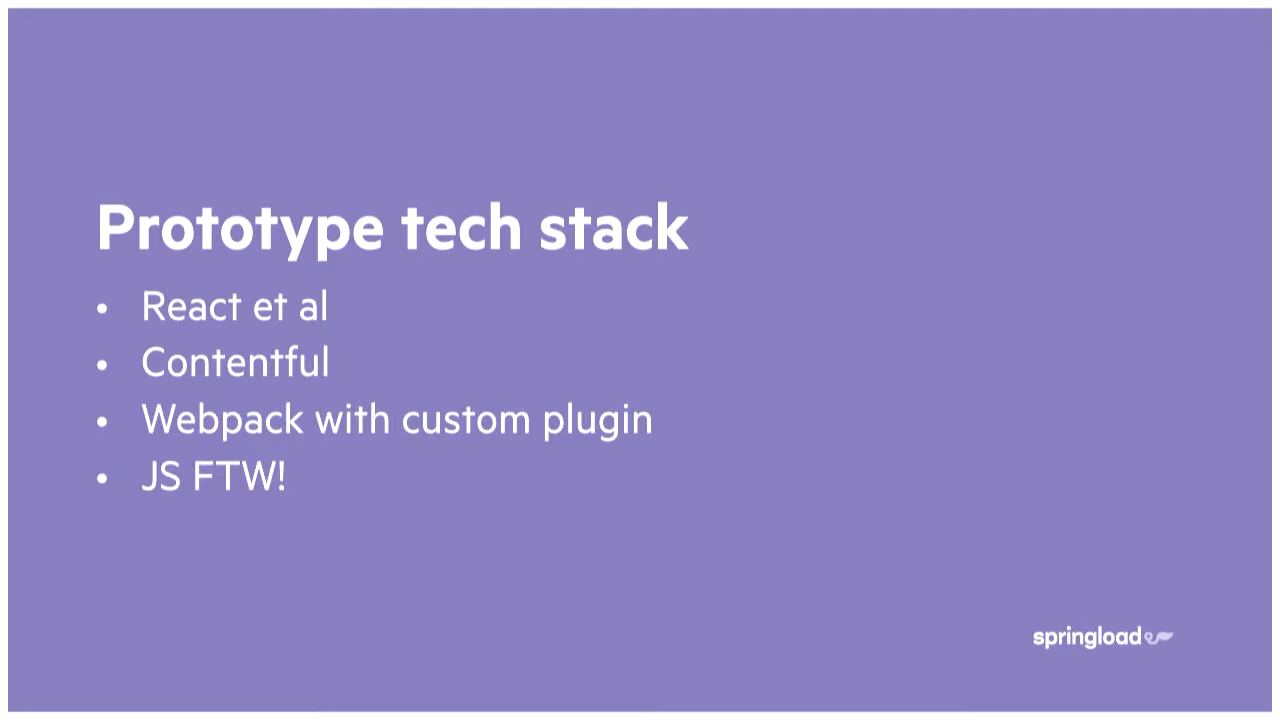 Prototype tech stack
• React et al
• Contentful
• Webpack with custom plugin
• JS FTW!
springload